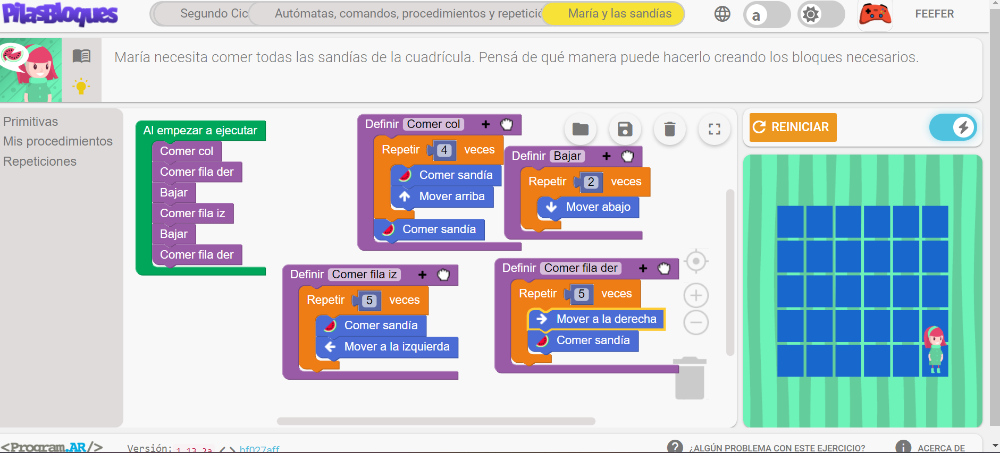 PilasBloques
Segundo Cic
Autómatas, comandos, procedimientos y repetició
María y las sandías
a
FEEFER
María necesita comer todas las sandías de la cuadrícula. Pensá de qué manera puede hacerlo creando los bloques necesarios.
Primitivas
Mis procedimientos
Repeticiones
Al empezar a ejecutar
Comer col
Comer fila der
Bajar
Comer fila iz
Bajar
Comer fila der
Definir Comer col +
Repetir 4 veces
Comer sandía
Mover arriba
Comer sandía
Definir Bajar +
Repetir 2 veces
Mover abajo
Definir Comer fila iz +
Repetir 5 veces
Comer sandía
Mover a la izquierda
Definir Comer fila der +
Repetir 5 veces
Mover a la derecha
Comer sandía
REINICIAR
<Program.AR/>
Versión: 1.13.2a <> bf027aff
¿ALGÚN PROBLEMA CON ESTE EJERCICIO?
ACERCA DE